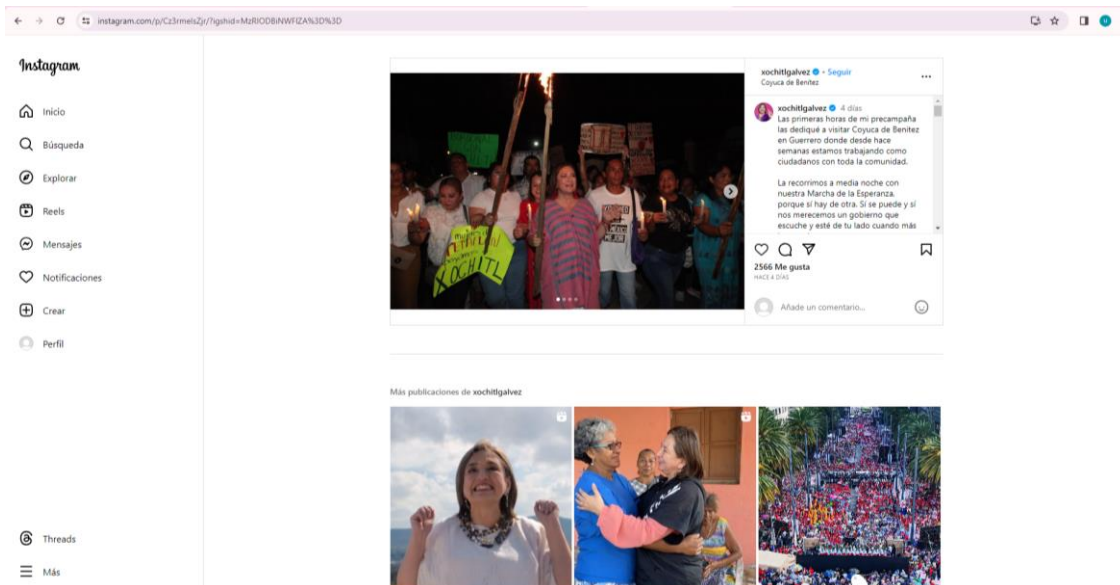 instagram.com/p/Cz3rmelsZjr/?igshid=MzRlODBiNWFlZA%3D%3D
Instagram
Inicio
Búsqueda
Explorar
Reels
Mensajes
Notificaciones
Crear
Perfil
Threads
Más
xochitlgalvez • Seguir
Coyuca de Benítez
xochitlgalvez 4 días
Las primeras horas de mi precampaña
las dediqué a visitar Coyuca de Benitez
en Guerrero donde desde hace
semanas estamos trabajando como
ciudadanos con toda la comunidad.
La recorrimos a media noche con
nuestra Marcha de la Esperanza.
porque sí hay de otra. Sí se puede y sí
nos merecemos un gobierno que
escuche y esté de tu lado cuando más
2566 Me gusta
HACE 4 DÍAS
Añade un comentario...
XOCHITL
MEJOR
Más publicaciones de xochitlgalvez